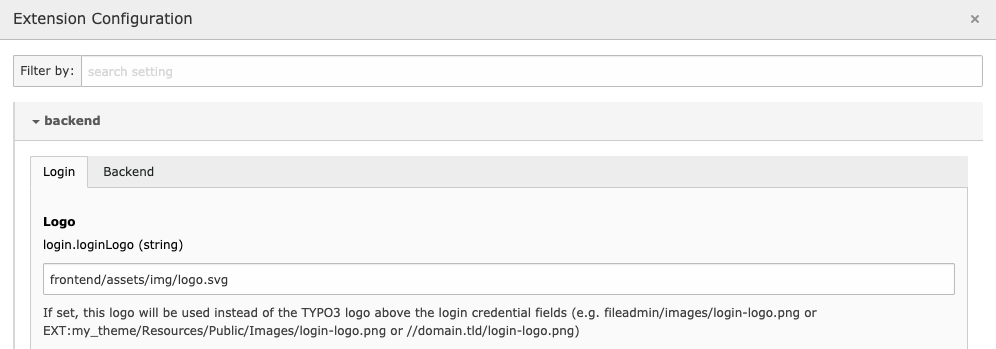 Extension Configuration ×
Filter by: search setting
backend
Login Backend
Logo
login.loginLogo (string)
frontend/assets/img/logo.svg
If set, this logo will be used instead of the TYPO3 logo above the login credential fields (e.g. fileadmin/images/login-logo.png or
EXT:my_theme/Resources/Public/Images/login-logo.png or //domain.tld/login-logo.png)